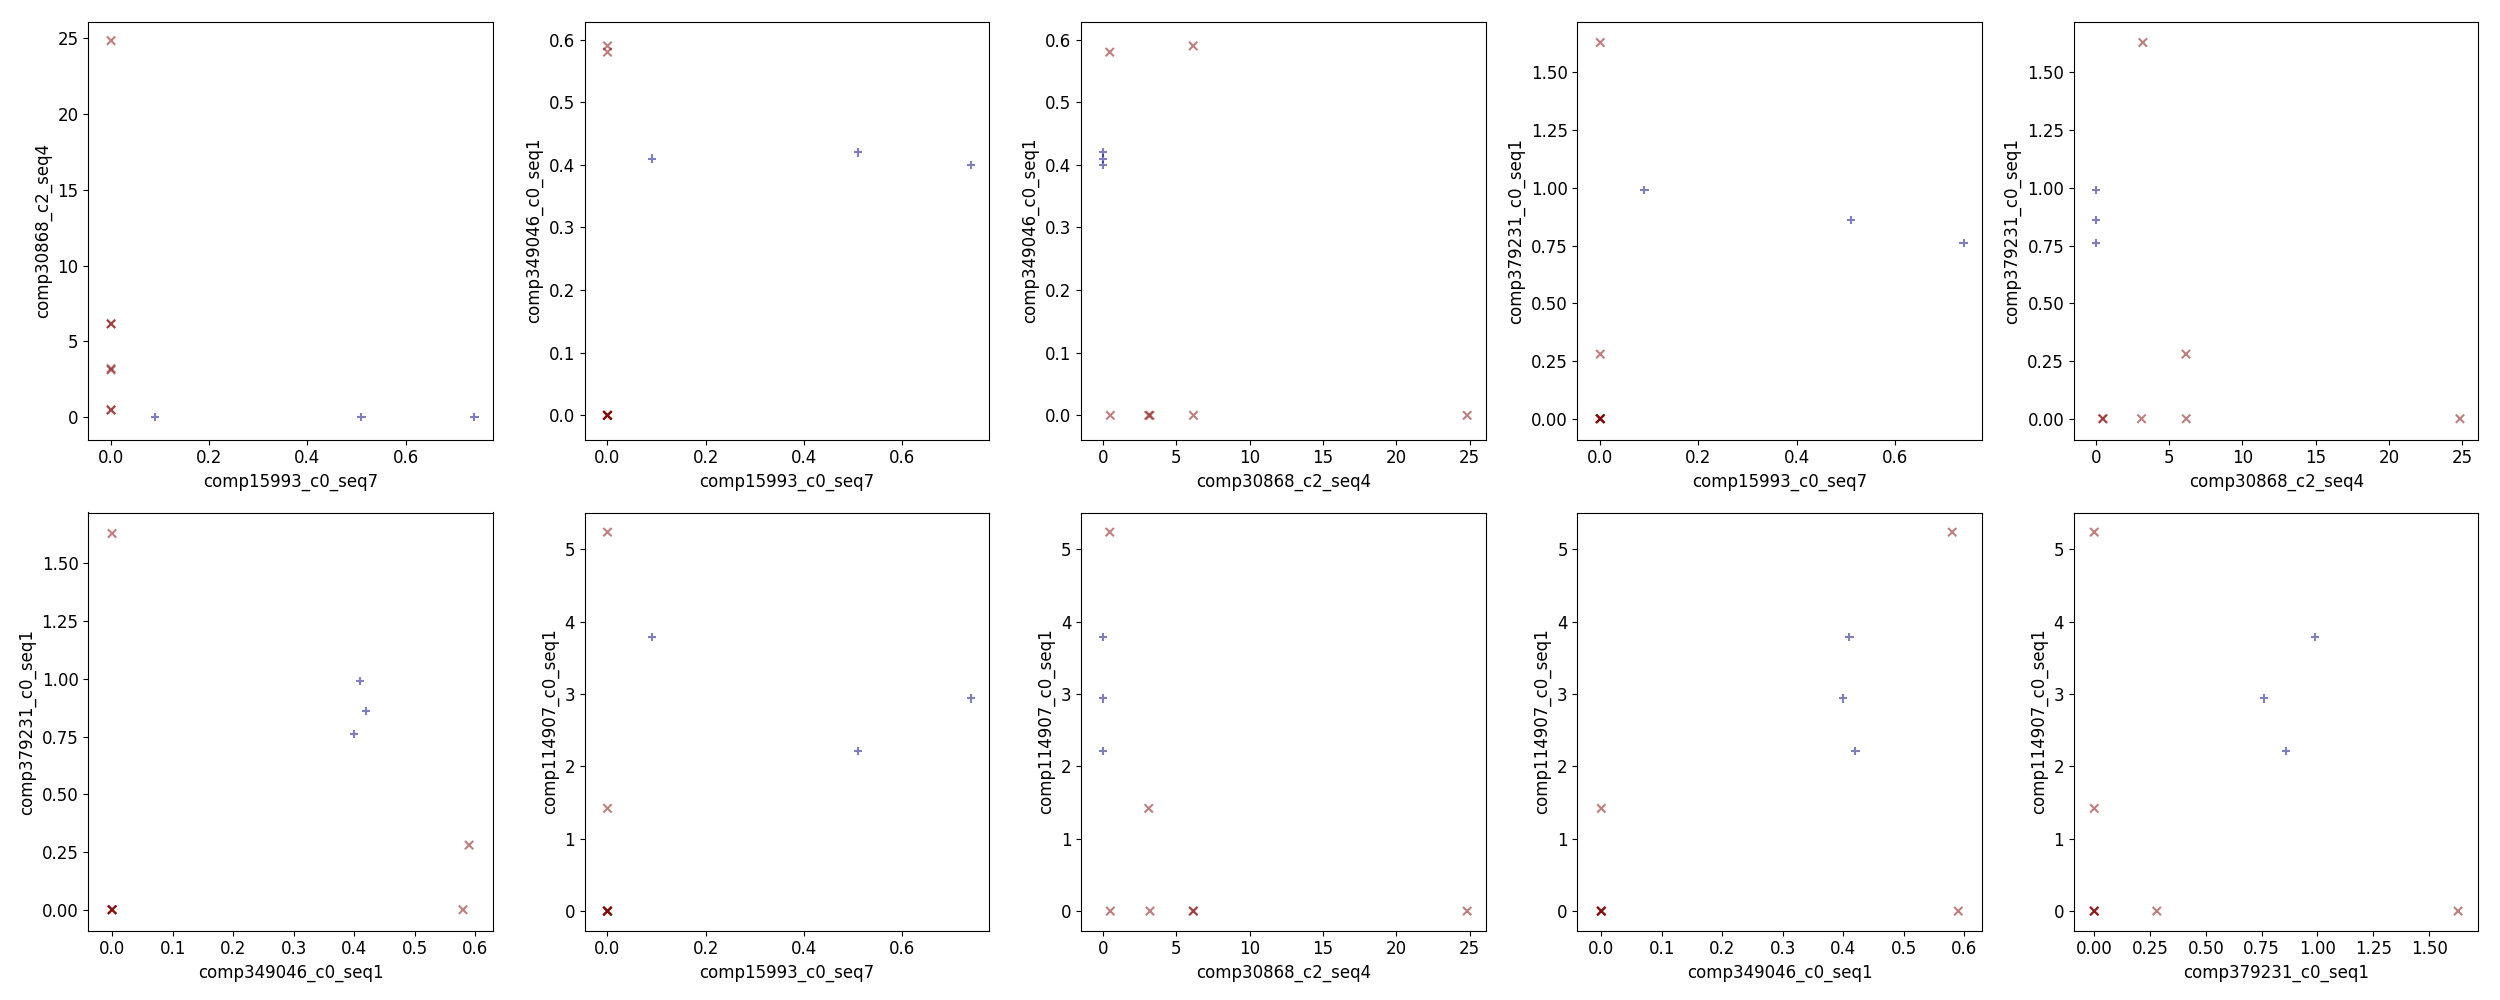 25
20
15
10
5
0
comp30868_c2_seq4
0.0 0.2 0.4 0.6
comp15993_c0_seq7
0.6
0.5
0.4
0.3
0.2
0.1
0.0
comp349046_c0_seq1
0.0 0.2 0.4 0.6
comp15993_c0_seq7
0.6
0.5
0.4
0.3
0.2
0.1
0.0
comp349046_c0_seq1
0 5 10 15 20 25
comp30868_c2_seq4
1.50
1.25
1.00
0.75
0.50
0.25
0.00
comp379231_c0_seq1
0.0 0.2 0.4 0.6
comp15993_c0_seq7
1.50
1.25
1.00
0.75
0.50
0.25
0.00
comp379231_c0_seq1
0 5 10 15 20 25
comp30868_c2_seq4
1.50
1.25
1.00
0.75
0.50
0.25
0.00
comp379231_c0_seq1
0.0 0.1 0.2 0.3 0.4 0.5 0.6
comp349046_c0_seq1
5
4
3
2
1
0
comp114907_c0_seq1
0.0 0.2 0.4 0.6
comp15993_c0_seq7
5
4
3
2
1
0
comp114907_c0_seq1
0 5 10 15 20 25
comp30868_c2_seq4
5
4
3
2
1
0
comp114907_c0_seq1
0.0 0.1 0.2 0.3 0.4 0.5 0.6
comp349046_c0_seq1
5
4
3
2
1
0
comp114907_c0_seq1
0.00 0.25 0.50 0.75 1.00 1.25 1.50
comp379231_c0_seq1